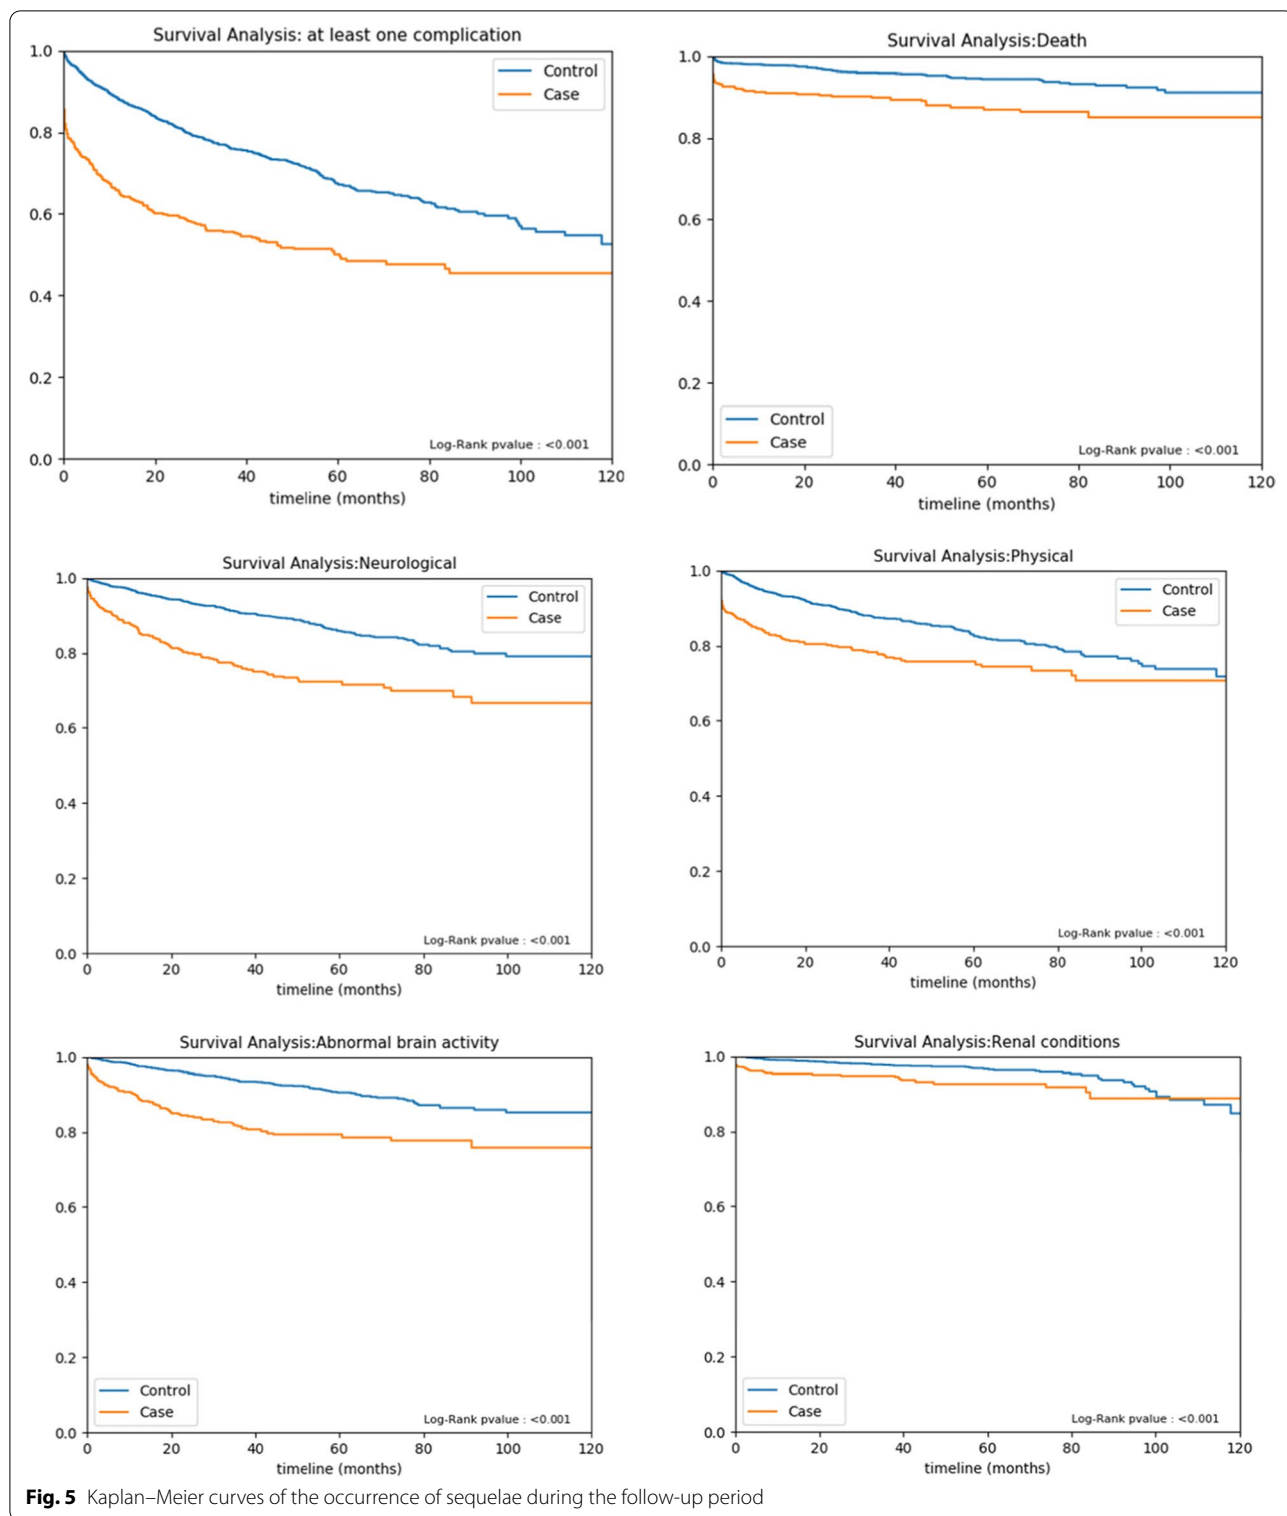 Survival Analysis: at least one complication
1.0
0.8
0.6
0.4
0.2
0.0
Control
Case
Log-Rank pvalue : <0.001
0 20 40 60 80 100 120
timeline (months)
Survival Analysis:Death
1.0
0.8
0.6
0.4
0.2
0.0
Control
Case
Log-Rank pvalue : <0.001
0 20 40 60 80 100 120
timeline (months)
Survival Analysis:Neurological
1.0
0.8
0.6
0.4
0.2
0.0
Control
Case
Log-Rank pvalue : <0.001
0 20 40 60 80 100 120
timeline (months)
Survival Analysis:Physical
1.0
0.8
0.6
0.4
0.2
0.0
Control
Case
Log-Rank pvalue : <0.001
0 20 40 60 80 100 120
timeline (months)
Survival Analysis:Abnormal brain activity
1.0
0.8
0.6
0.4
0.2
0.0
Control
Case
Log-Rank pvalue : <0.001
0 20 40 60 80 100 120
timeline (months)
Survival Analysis:Renal conditions
1.0
0.8
0.6
0.4
0.2
0.0
Control
Case
Log-Rank pvalue : <0.001
0 20 40 60 80 100 120
timeline (months)
Fig. 5 Kaplan–Meier curves of the occurrence of sequelae during the follow-up period